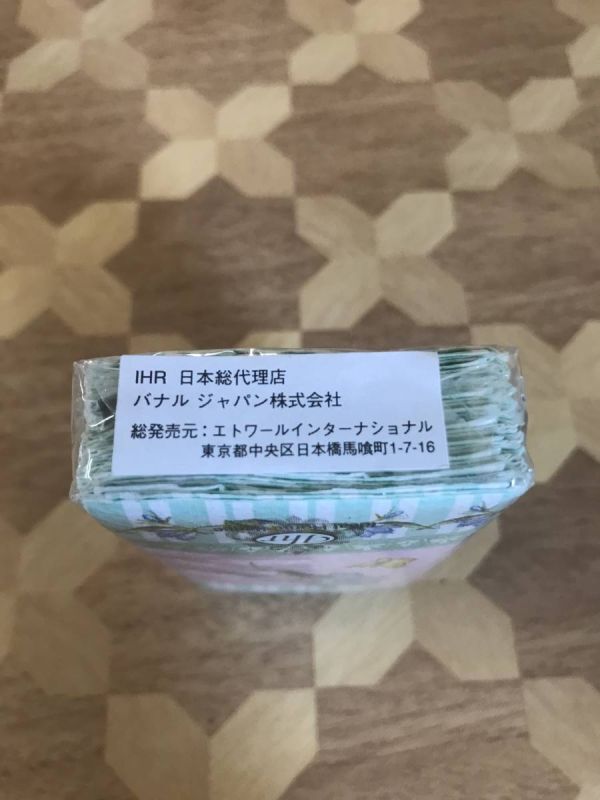 IHR 日本総代理店
バナル ジャパン株式会社
総発売元：エトワールインターナショナル
東京都中央区日本橋馬喰町1-7-16